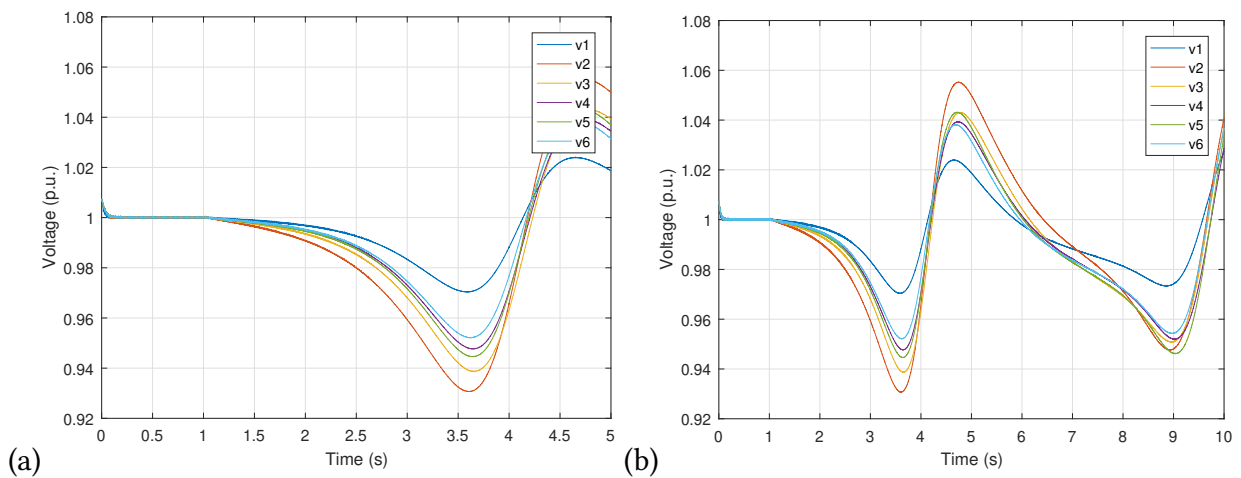 1.08
1.06
1.04
1.02
1
0.98
0.96
0.94
0.92
Voltage (p.u.)
0 0.5 1 1.5 2 2.5 3 3.5 4 4.5 5
Time (s)
v1
v2
v3
v4
v5
v6
(a)
1.08
1.06
1.04
1.02
1
0.98
0.96
0.94
0.92
Voltage (p.u.)
0 1 2 3 4 5 6 7 8 9 10
Time (s)
v1
v2
v3
v4
v5
v6
(b)